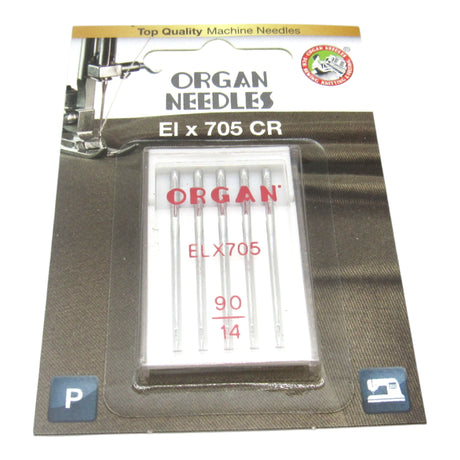 Top Quality Machine Needles
ORGAN
NEEDLES
El x 705 CR
ORGAN
ELX705
90
14
P